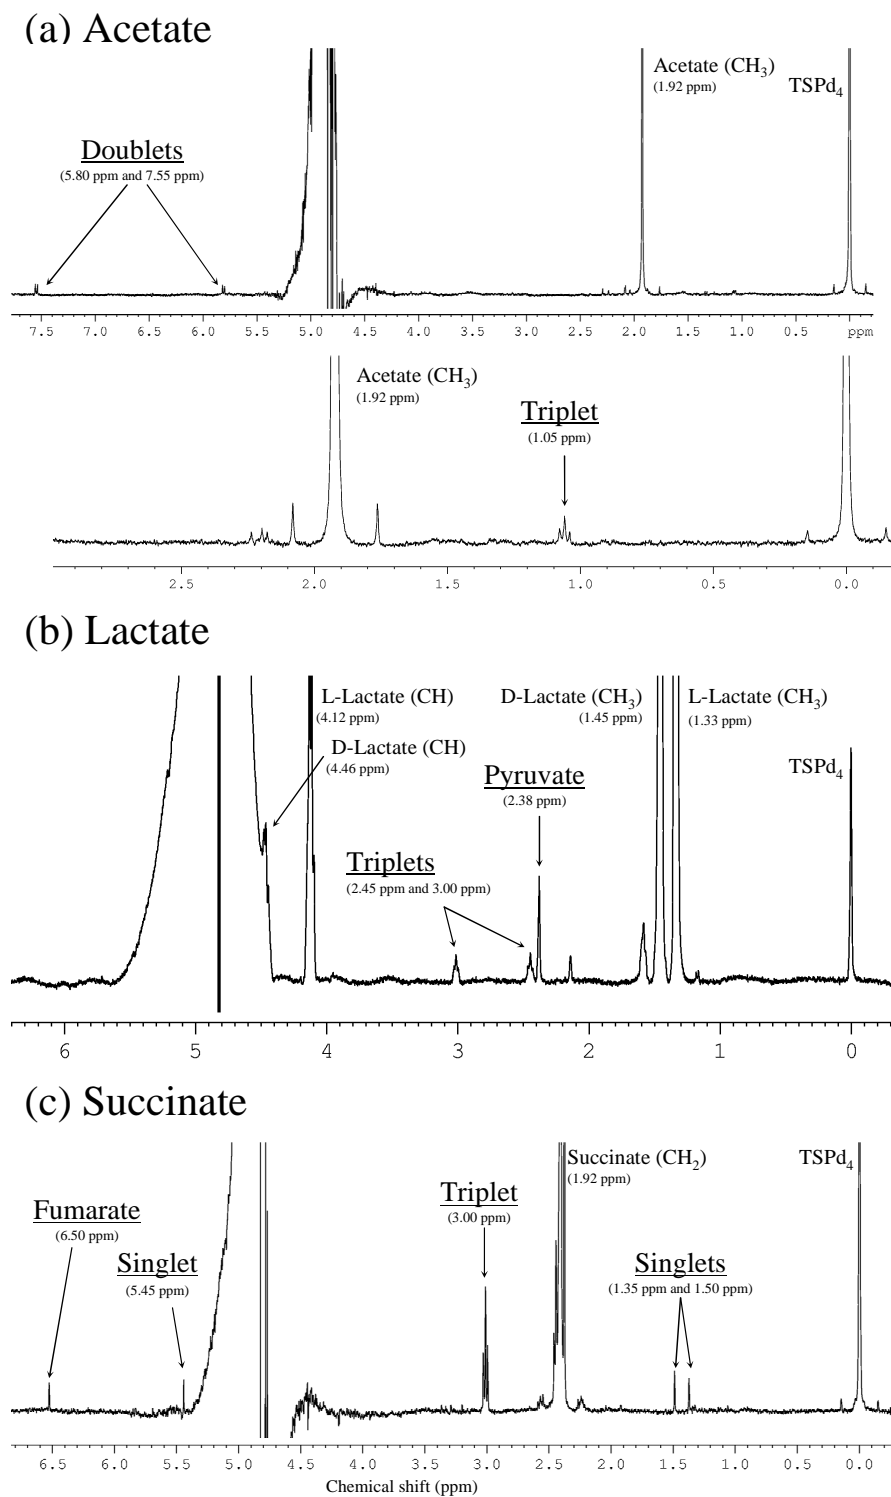 (a) Acetate
Acetate (CH₃)
(1.92 ppm)
TSPd₄
Doublets
(5.80 ppm and 7.55 ppm)
7.5 7.0 6.5 6.0 5.5 5.0 4.5 4.0 3.5 3.0 2.5 2.0 1.5 1.0 0.5 ppm
Acetate (CH₃)
(1.92 ppm)
Triplet
(1.05 ppm)
2.5 2.0 1.5 1.0 0.5 0.0
(b) Lactate
L-Lactate (CH)
(4.12 ppm)
D-Lactate (CH₃)
(1.45 ppm)
L-Lactate (CH₃)
(1.33 ppm)
D-Lactate (CH)
(4.46 ppm)
Pyruvate
(2.38 ppm)
TSPd₄
Triplets
(2.45 ppm and 3.00 ppm)
6 5 4 3 2 1 0
(c) Succinate
Succinate (CH₂)
(1.92 ppm)
TSPd₄
Triplet
(3.00 ppm)
Fumarate
(6.50 ppm)
Singlet
(5.45 ppm)
Singlets
(1.35 ppm and 1.50 ppm)
6.5 6.0 5.5 5.0 4.5 4.0 3.5 3.0 2.5 2.0 1.5 1.0 0.5 0.0
Chemical shift (ppm)